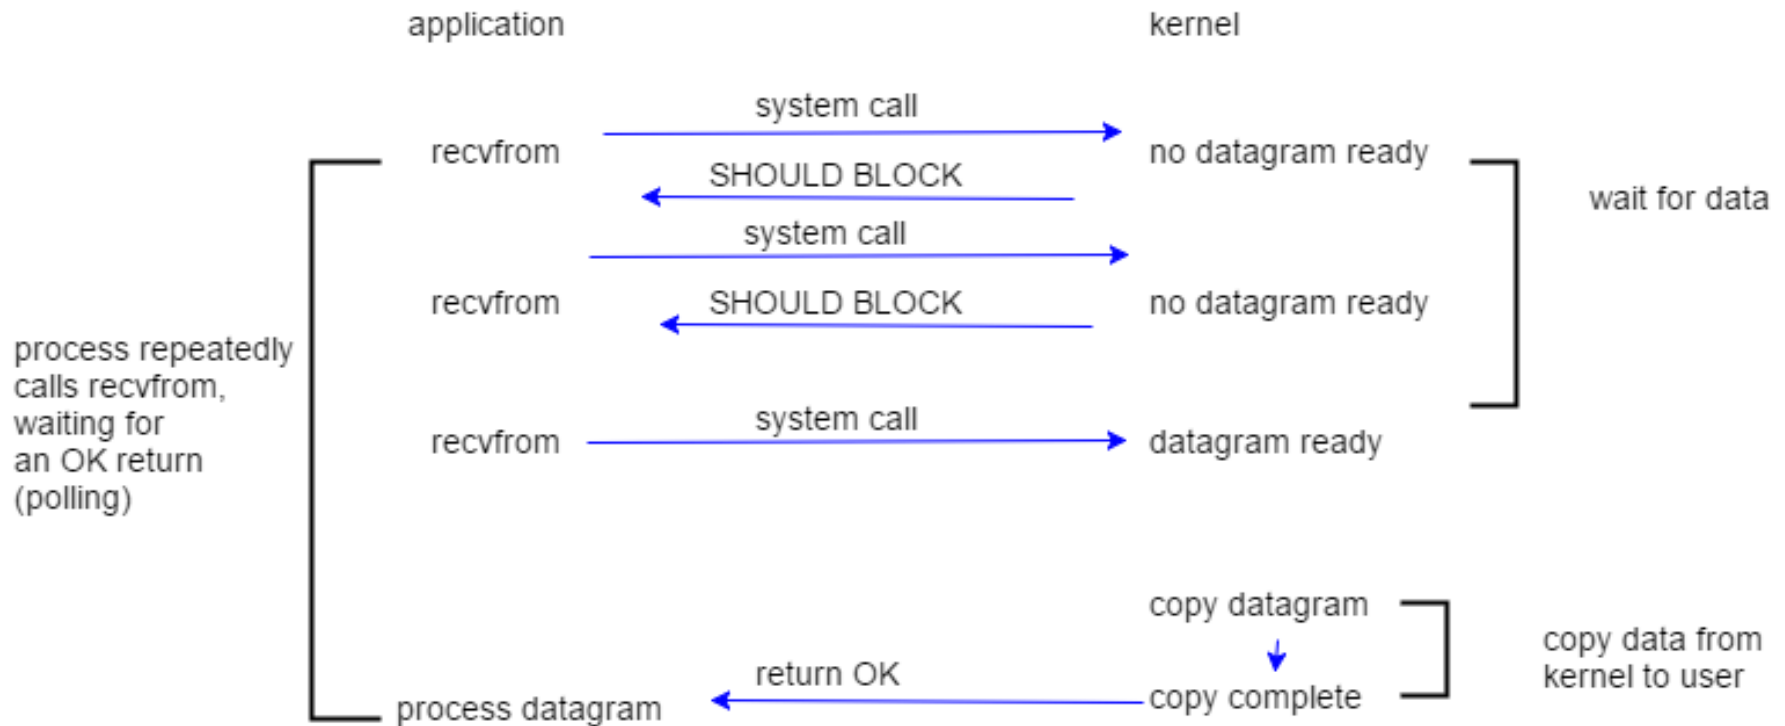 application
kernel
system call
recvfrom
no datagram ready
SHOULD BLOCK
wait for data
system call
recvfrom
SHOULD BLOCK
no datagram ready
process repeatedly
calls recvfrom,
waiting for
an OK return
(polling)
system call
recvfrom
datagram ready
copy datagram
copy data from
kernel to user
return OK
copy complete
process datagram